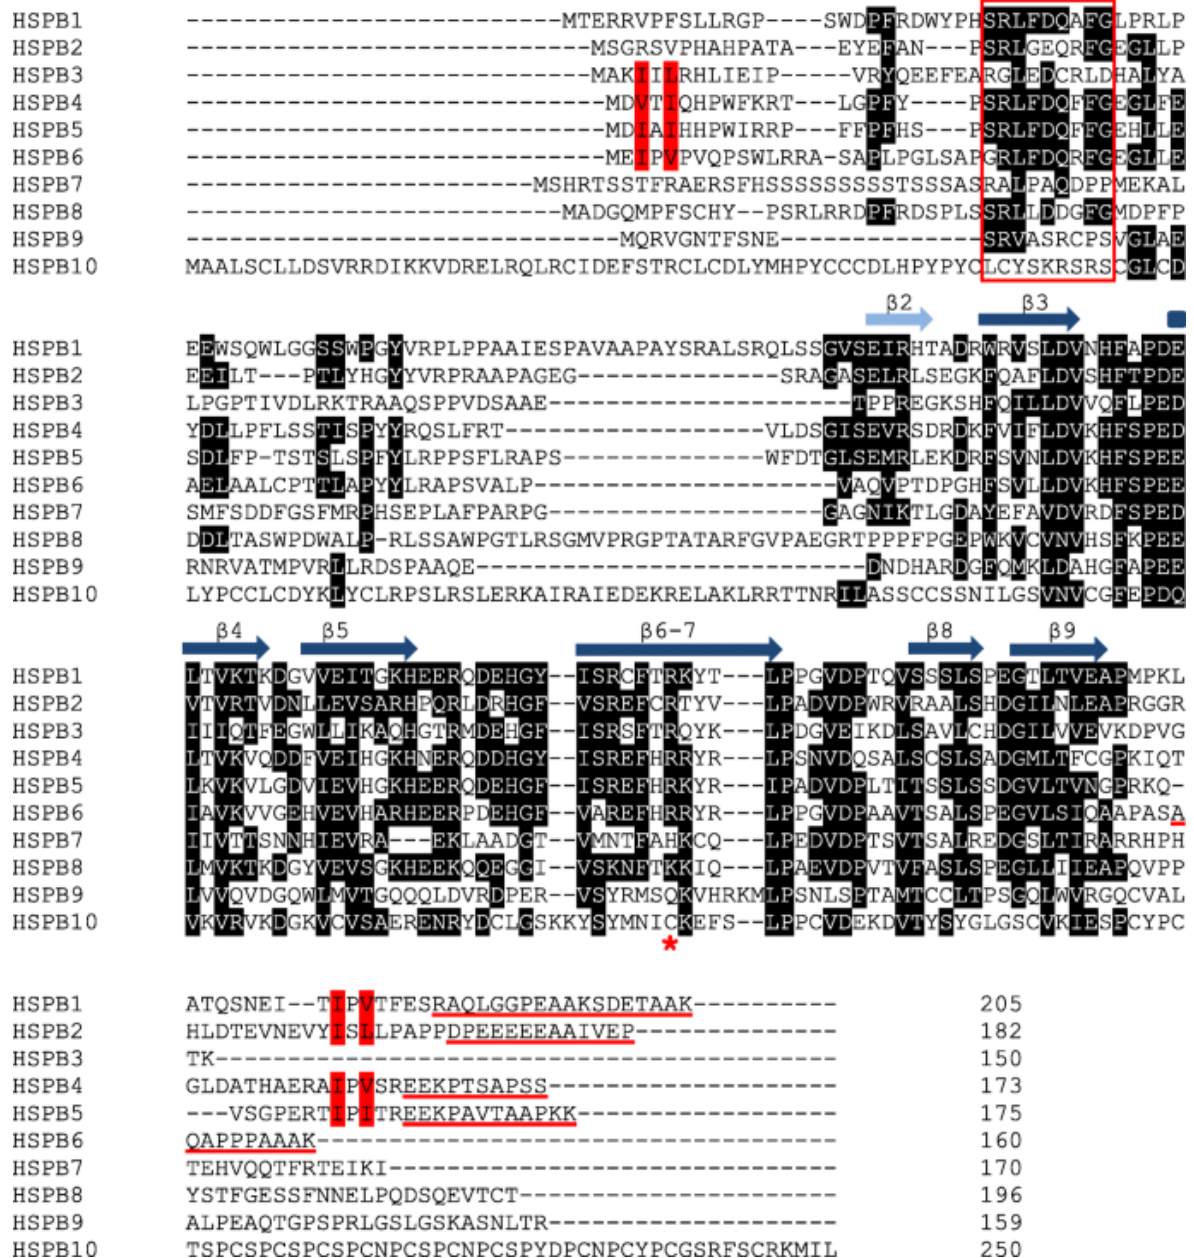 HSPB1 --------------------------MTERRVPFSLLRGP----SWDPFRDWYPHSRLFDQAFGLPRLP
HSPB2 ----------------------------MSGRSVPHAHPATA---EYEFAN---PSRLGEQRFGEGLLP
HSPB3 ----------------------------MAKIILRHLIEIP-----VRYQEEFEARGLEDCRLDHALYA
HSPB4 -----------------------------MDVTIQHPWFKRT---LGPFY----PSRLFDQFFGEGLFE
HSPB5 -----------------------------MDIAIHHPWIRRP---FFPFHS---PSRLFDQFFGEHLLE
HSPB6 -----------------------------MEIPVPVQPSWLRRA-SAPLPGLSAPGRLFDQRFGEGLLE
HSPB7 ------------------------MSHRTSSTFRAERSFHSSSSSSSSSTSSSASRALPAQDPPMEKAL
HSPB8 --------------------------MADGQMPFSCHY--PSRLRRDPFRDSPLSSRLLDDGFGMDPFP
HSPB9 ------------------------------MQRVGNTFSNE--------------SRVASRCPSVGLAE
HSPB10 MAALSCLLDSVRRDIKKVDRELRQLRCIDEFSTRCLCDLYMHPYCCCDLHPYPYCLCYSKRSRSCGLCD
β2 β3
HSPB1 EEWSQWLGGSSWPGYVRPLPPAAIESPAVAAPAYSRALSRQLSSGVSEIRHTADRWRVSLDVNHFAPDE
HSPB2 EEILT---PTLYHGYYVRPRAAPAGEG--------------SRAGASELRLSEGKFQAFLDVSHFTPDE
HSPB3 LPGPTIVDLRKTRAAQSPPVDSAAE---------------------TPPREGKSHFQILLDVVQFLPED
HSPB4 YDLLPFLSSTISPYYRQSLFRT------------------VLDSGISEVRSDRDKFVIFLDVKHFSPED
HSPB5 SDLFP-TSTSLSPFYLRPPSFLRAPS--------------WFDTGLSEMRLEKDRFSVNLDVKHFSPEE
HSPB6 AELAALCPTTLAPYYLRAPSVALP---------------------VAQVPTDPGHFSVLLDVKHFSPEE
HSPB7 SMFSDDFGSFMRPHSEPLAFPARPG-------------------GAGNIKTLGDAYEFAVDVRDFSPED
HSPB8 DDLTASWPDWALP-RLSSAWPGTLRSGMVPRGPTATARFGVPAEGRTPPPFPGEPWKVCVNVHSFKPEE
HSPB9 RNRVATMPVRLLRDSPAAQE---------------------------DNDHARDGFQMKLDAHGFAPEE
HSPB10 LYPCCLCDYKLYCLRPSLRSLERKAIRAIEDEKRELAKLRRTTNRILASSCCSSNILGSVNVCGFEPDQ
β4 β5 β6-7 β8 β9
HSPB1 LTVKTKDGVVEITGKHEERQDEHGY--ISRCFTRKYT---LPPGVDPTQVSSSLSPEGTLTVEAPMPKL
HSPB2 VTVRTVDNLLEVSARHPQRLDRHGF--VSREFCRTYV---LPADVDPWRVRAALSHDGILNLEAPRGGR
HSPB3 IIIQTFEGWLLIKAQHGTRMDEHGF--ISRSFTRQYK---LPDGVEIKDLSAVLCHDGILVVEVKDPVG
HSPB4 LTVKVQDDFVEIHGKHNERQDDHGY--ISREFHRRYR---LPSNVDQSALSCSLSADGMLTFCGPKIQT
HSPB5 LKVKVLGDVIEVHGKHEERQDEHGF--ISREFHRKYR---IPADVDPLTITSSLSSDGVLTVNGPRKQ-
HSPB6 IAVKVVGEHVEVHARHEERPDEHGF--VAREFHRRYR---LPPGVDPAAVTSALSPEGVLSIQAAPASA
HSPB7 IIVTTSNNHIEVRA---EKLAADGT--VMNTFAHKCQ---LPEDVDPTSVTSALREDGSLTIRARRHPH
HSPB8 LMVKTKDGYVEVSGKHEEKQQEGGI--VSKNFTKKIQ---LPAEVDPVTVFASLSPEGLLIIEAPQVPP
HSPB9 LVVQVDGQWLMVTGQQQLDVRDPER--VSYRMSQKVHRKMLPSNLSPTAMTCCLTPSGQLWVRGQCVAL
HSPB10 VKVRVKDGKVCVSAERENRYDCLGSKKYSYMNICKEFS--LPPCVDEKDVTYSYGLGSCVKIESPCYPC
*
HSPB1 ATQSNEI--TIPVTFESRAQLGGPEAAKSDETAAK---------- 205
HSPB2 HLDTEVNEVYISLLPAPPDPEEEEEAAIVEP-------------- 182
HSPB3 TK------------------------------------------- 150
HSPB4 GLDATHAERAIPVSREEKPTSAPSS-------------------- 173
HSPB5 ---VSGPERTIPITREEKPAVTAAPKK------------------ 175
HSPB6 QAPPPAAAK------------------------------------ 160
HSPB7 TEHVQQTFRTEIKI------------------------------- 170
HSPB8 YSTFGESSFNNELPQDSQEVTCT---------------------- 196
HSPB9 ALPEAQTGPSPRLGSLGSKASNLTR-------------------- 159
HSPB10 TSPCSPCSPCSPCNPCSPCNPCSPYDPCNPCYPCGSRFSCRKMIL 250